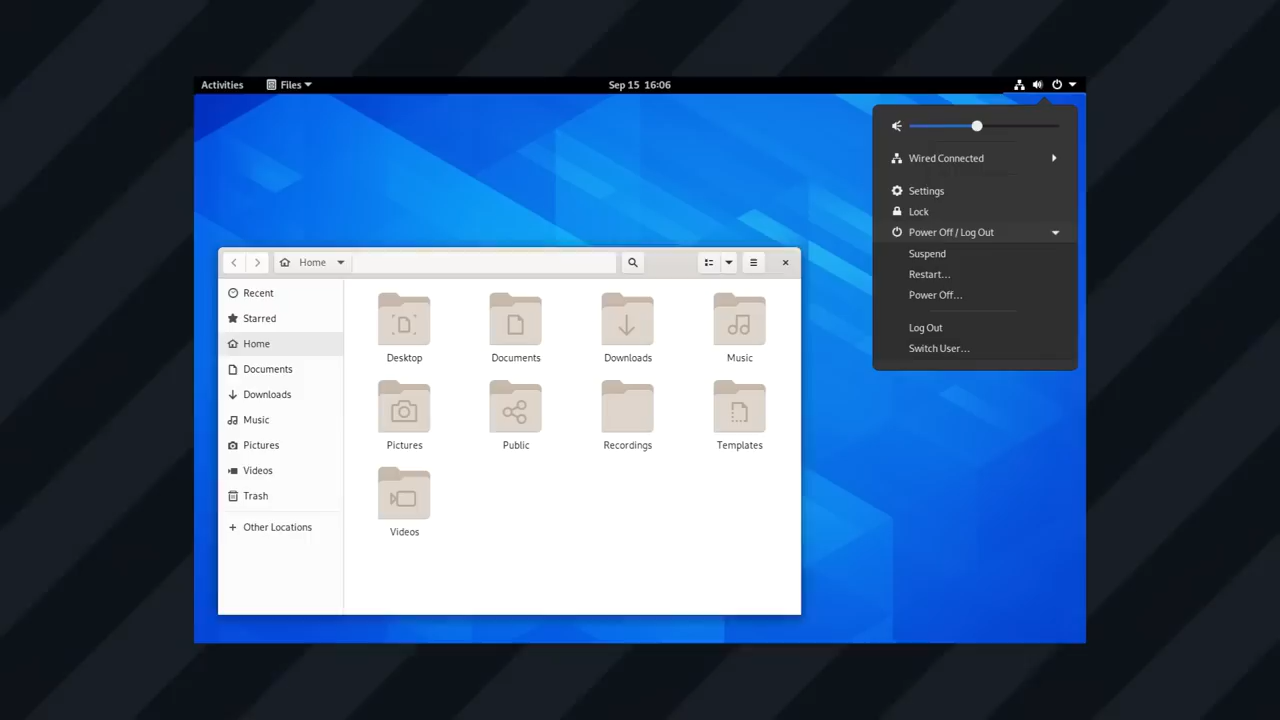 Activities Files Sep 15 16:06
Wired Connected
Settings
Lock
Power Off / Log Out
Suspend
Restart...
Power Off...
Log Out
Switch User...
Home
Recent
Starred
Home
Documents
Downloads
Music
Pictures
Videos
Trash
Other Locations
Desktop Documents Downloads Music
Pictures Public Recordings Templates
Videos